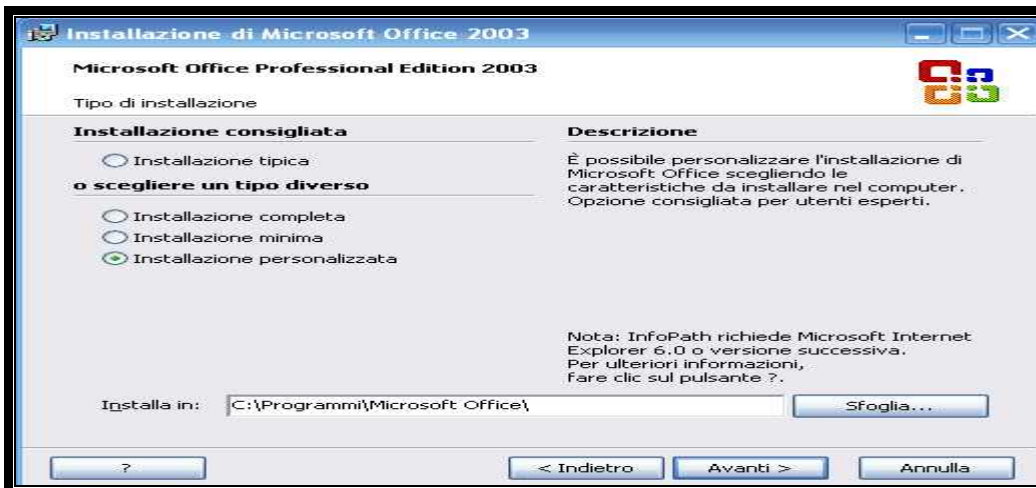 Installazione di Microsoft Office 2003
Microsoft Office Professional Edition 2003
Tipo di installazione
Installazione consigliata
Installazione tipica
o scegliere un tipo diverso
Installazione completa
Installazione minima
Installazione personalizzata
Descrizione
È possibile personalizzare l'installazione di
Microsoft Office scegliendo le
caratteristiche da installare nel computer.
Opzione consigliata per utenti esperti.
Nota: InfoPath richiede Microsoft Internet
Explorer 6.0 o versione successiva.
Per ulteriori informazioni,
fare clic sul pulsante ?.
Installa in: C:\Programmi\Microsoft Office\ Sfoglia...
? < Indietro Avanti > Annulla